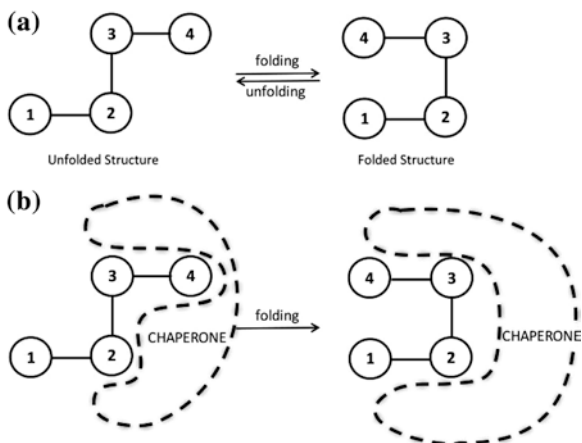 (a)
3 4
1 2
folding
unfolding
4 3
1 2
Unfolded Structure
Folded Structure
(b)
3 4
1 2
CHAPERONE
folding
4 3
1 2
CHAPERONE